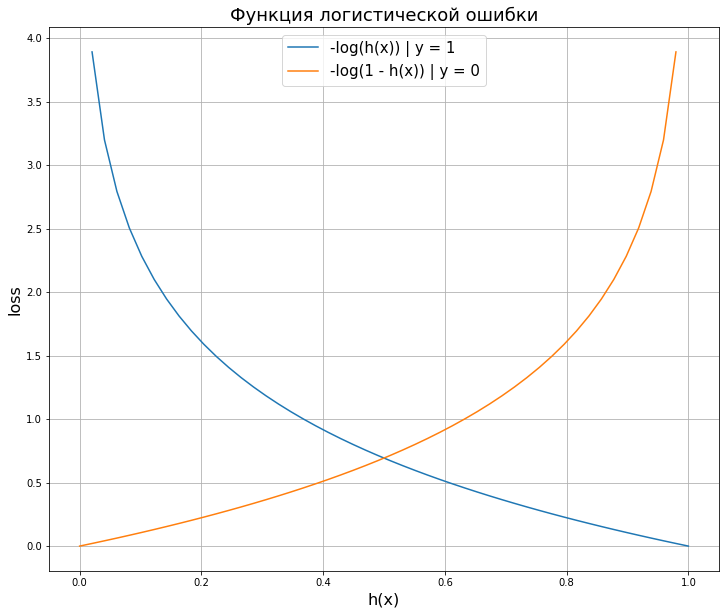 Функция логистической ошибки
-log(h(x)) | y = 1
-log(1 - h(x)) | y = 0
4.0
3.5
3.0
2.5
2.0
1.5
1.0
0.5
0.0
loss
0.0 0.2 0.4 0.6 0.8 1.0
h(x)